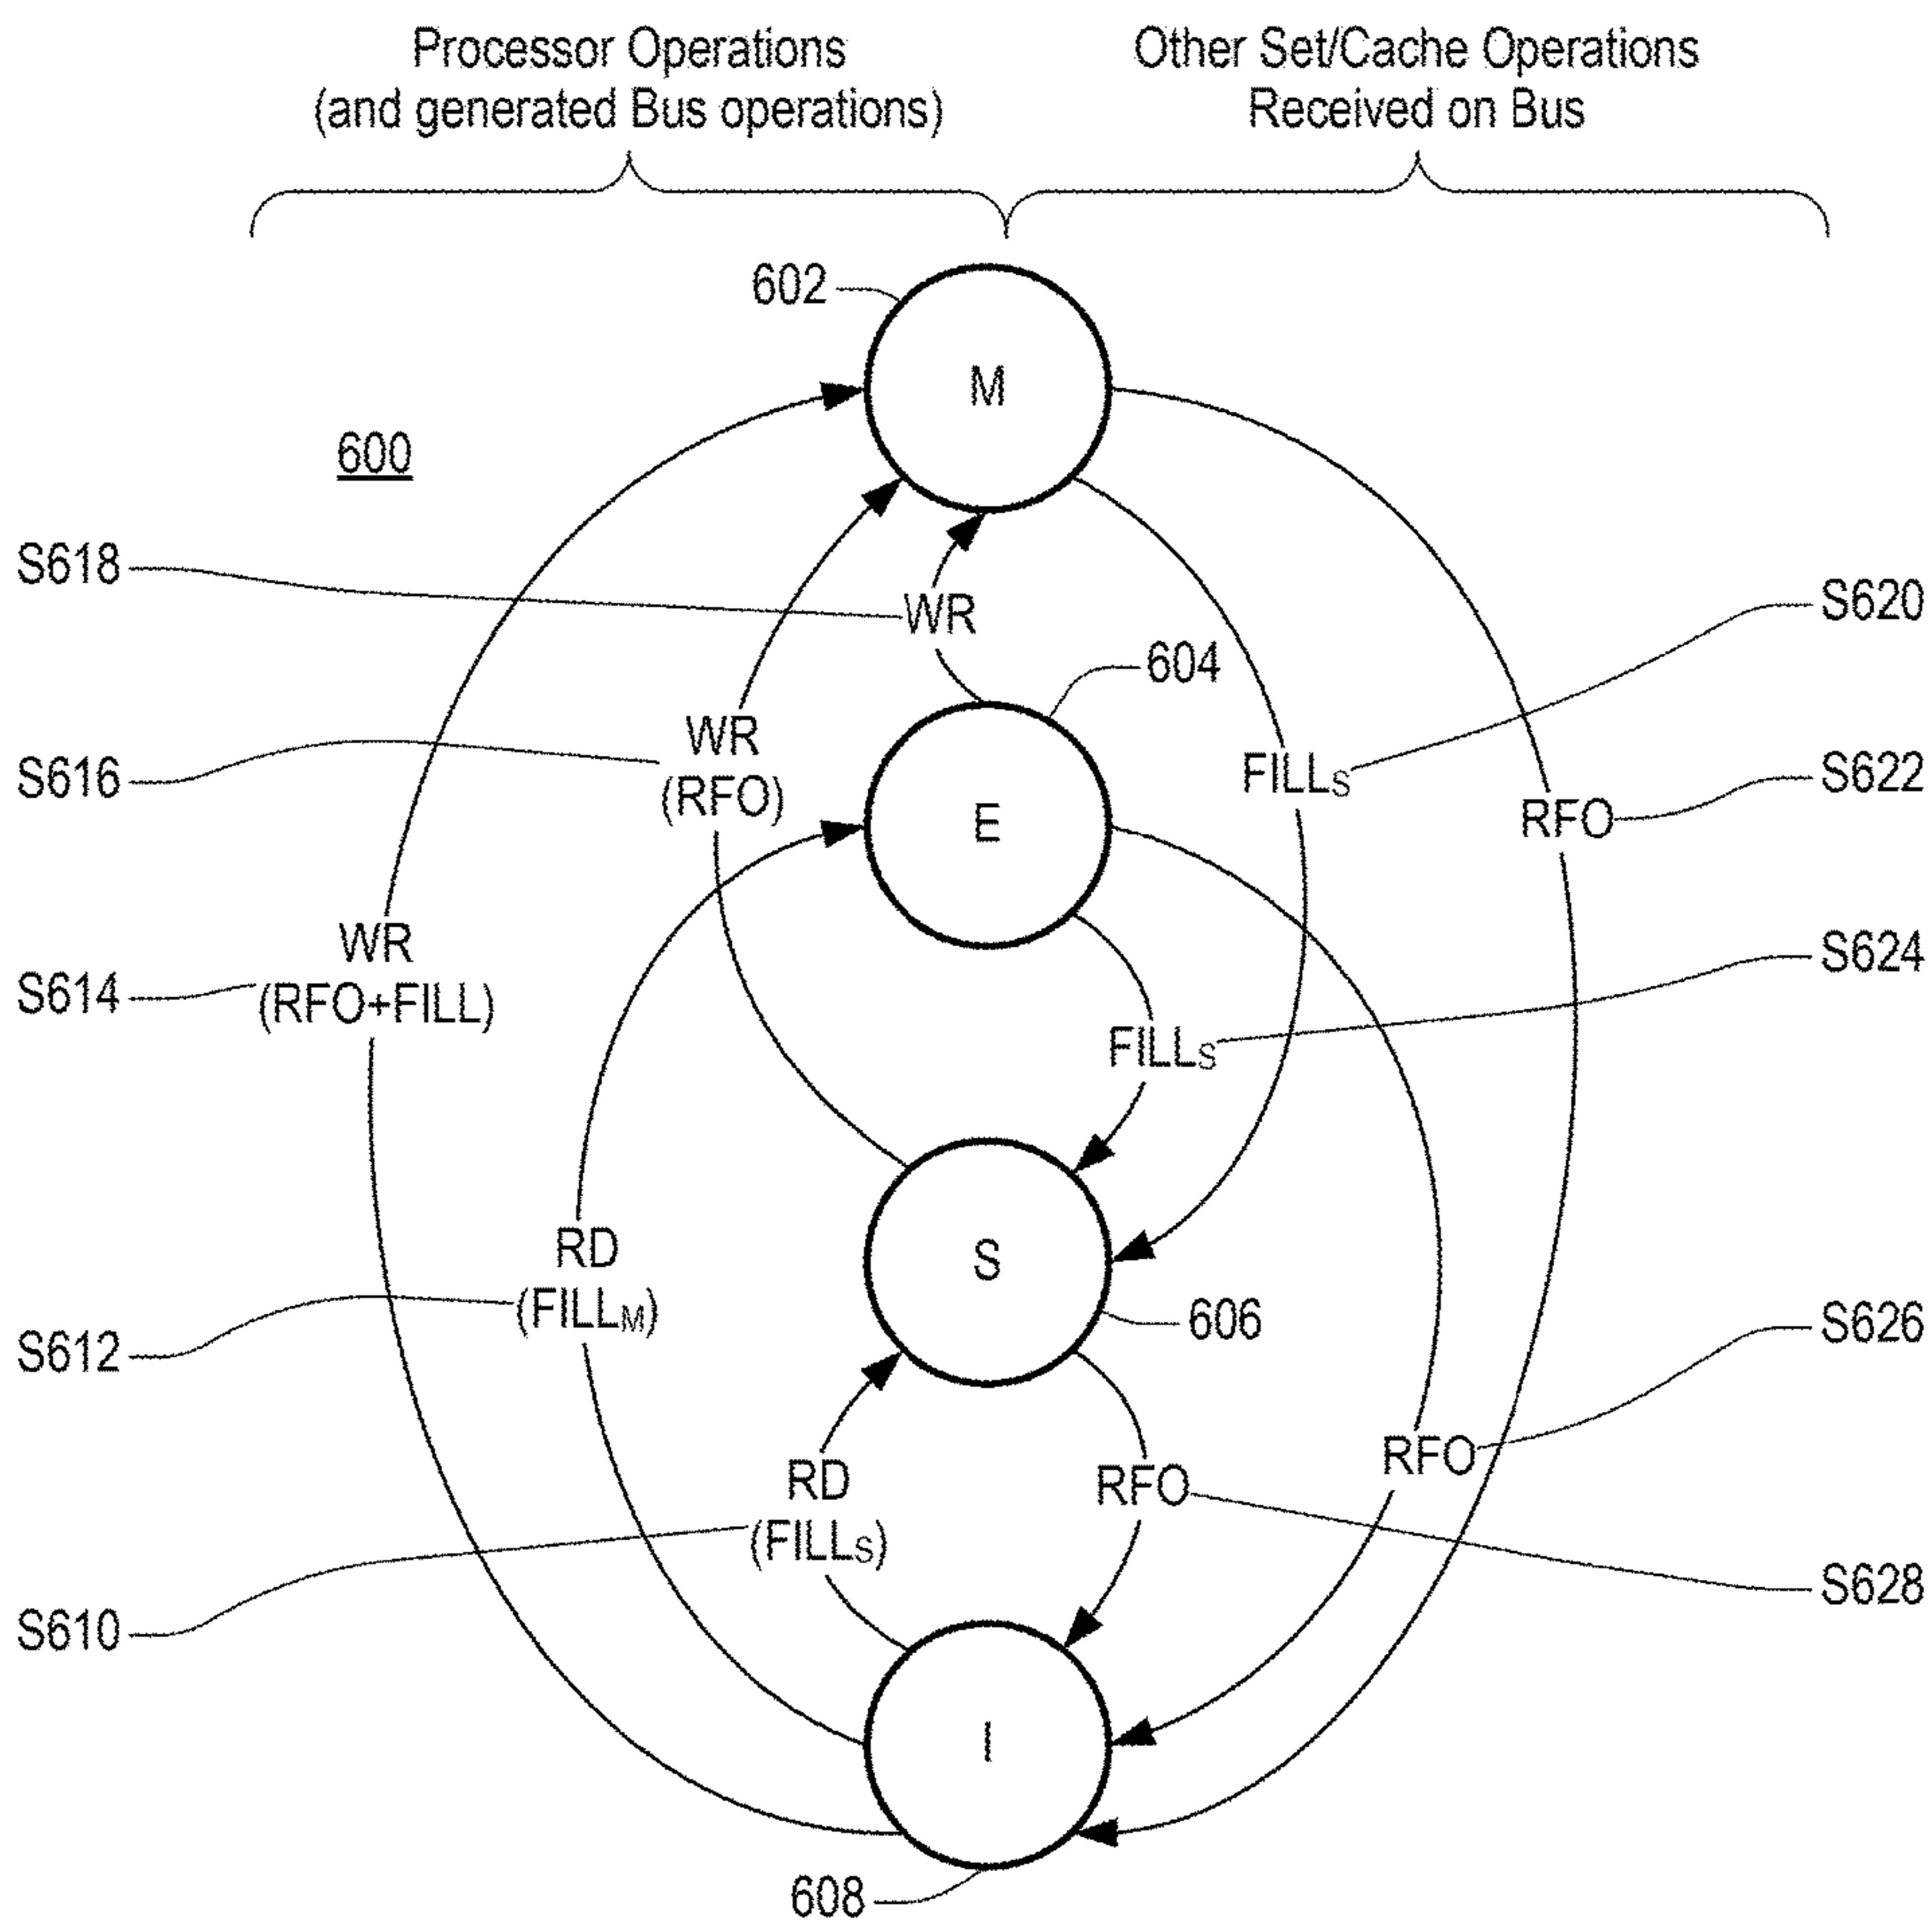 Processor Operations
(and generated Bus operations)
Other Set/Cache Operations
Received on Bus
602
M
600
S618
WR
S620
604
WR
(RFO)
S616
FILLS
S622
RFO
E
WR
(RFO+FILL)
S614
S624
FILLS
RD
(FILLM)
S612
S
606
S626
RFO
RD
(FILLS)
RFO
S610
S628
I
608